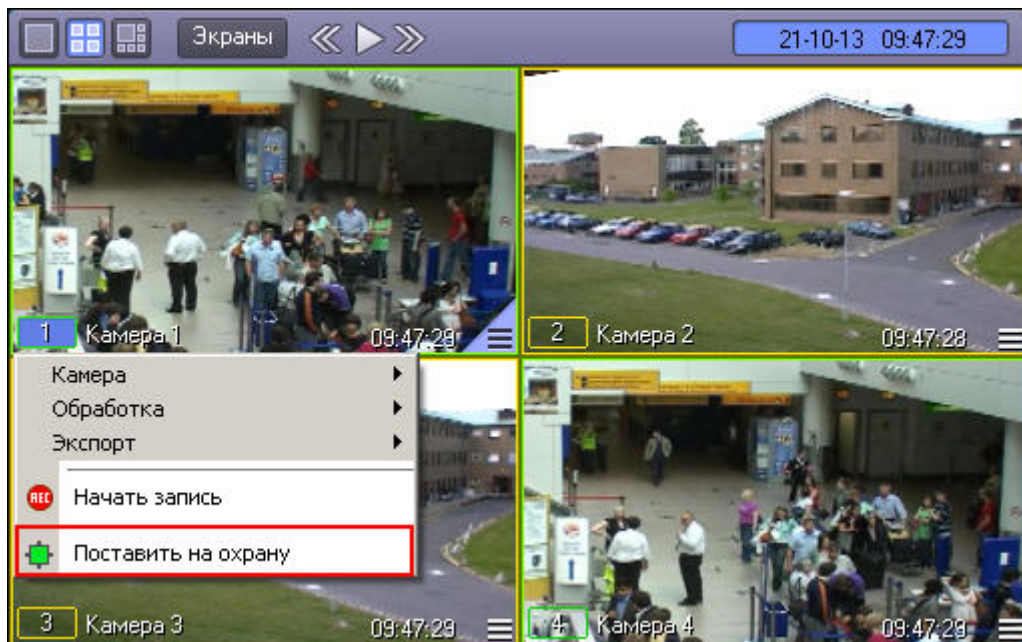 Экраны
21-10-13 09:47:29
1 Камера 1 09:47:29
2 Камера 2 09:47:28
Камера
Обработка
Экспорт
REC Начать запись
Поставить на охрану
3 Камера 3 09:47:29
4 Камера 4 09:47:29